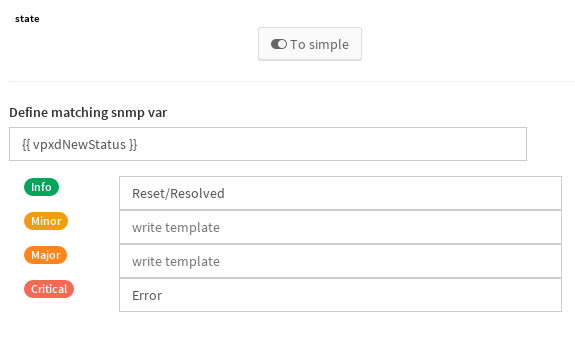 state
To simple
Define matching snmp var
{{ vpxdNewStatus }}
Info
Reset/Resolved
Minor
write template
Major
write template
Critical
Error